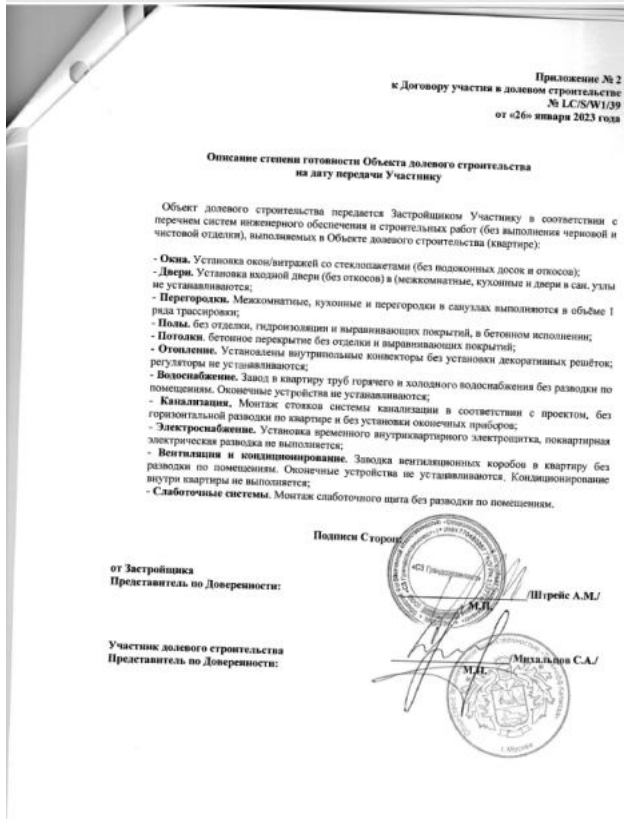 Приложение № 2
к Договору участия в долевом строительстве
№ LC/S/W1/39
от «26» января 2023 года
Описание степени готовности Объекта долевого строительства
на дату передачи Участнику
Объект долевого строительства передается Застройщиком Участнику в соответствии с
перечнем систем инженерного обеспечения и строительных работ (без выполнения черновой и
чистовой отделки), выполняемых в Объекте долевого строительства (квартире):
- Окна. Установка окон/витражей со стеклопакетами (без подоконных досок и откосов);
- Двери. Установка входной двери (без откосов) в (межкомнатные, кухонные и двери в сан. узлы
не устанавливаются;
- Перегородки. Межкомнатные, кухонные и перегородки в санузлах выполняются в объёме 1
ряда трассировки;
- Полы. без отделки, гидроизоляции и выравнивающих покрытий, в бетонном исполнении;
- Потолки. бетонное перекрытие без отделки и выравнивающих покрытий;
- Отопление. Установлены внутрипольные конвекторы без установки декоративных решёток;
регуляторы не устанавливаются;
- Водоснабжение. Завод в квартиру труб горячего и холодного водоснабжения без разводки по
помещениям. Оконечные устройства не устанавливаются;
- Канализация. Монтаж стояков системы канализации в соответствии с проектом, без
горизонтальной разводки по квартире и без установки оконечных приборов;
- Электроснабжение. Установка временного внутриквартирного электрощитка, поквартирная
электрическая разводка не выполняется;
- Вентиляция и кондиционирование. Заводка вентиляционных коробов в квартиру без
разводки по помещениям. Оконечные устройства не устанавливаются. Кондиционирование
внутри квартиры не выполняется;
- Слаботочные системы. Монтаж слаботочного щита без разводки по помещениям.
Подписи Сторон:
от Застройщика
Представитель по Доверенности:
/Штрейс А.М./
М.П.
Участник долевого строительства
Представитель по Доверенности:
/Михальцов С.А./
М.П.
г. Москва